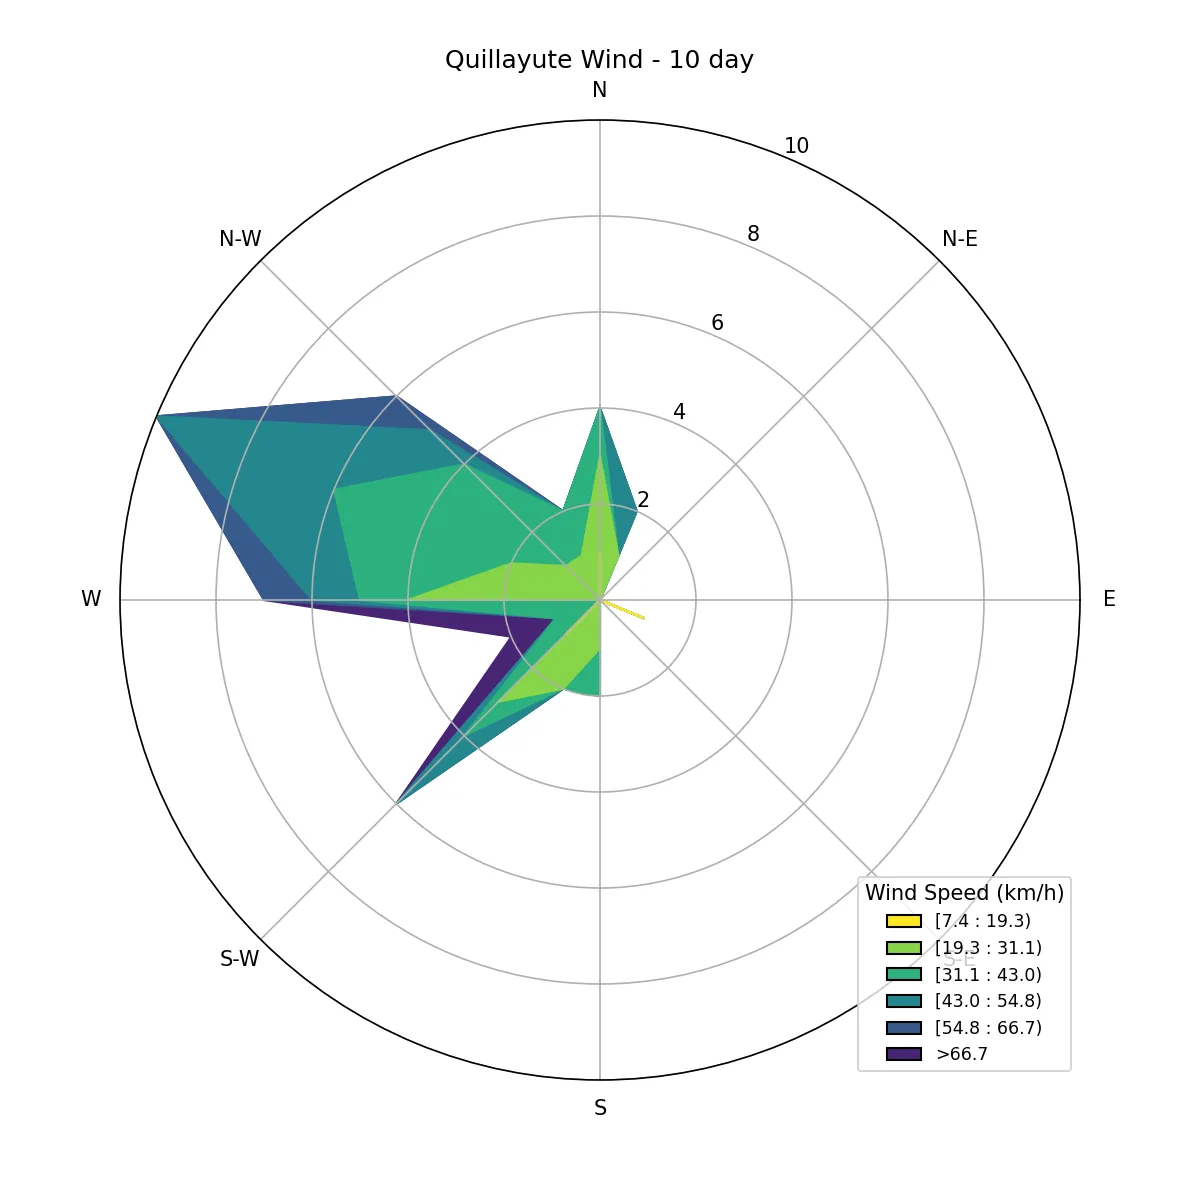 Quillayute Wind - 10 day
N
10
N-W
N-E
8
6
4
2
W
E
Wind Speed (km/h)
[7.4 : 19.3)
[19.3 : 31.1)
S-W
S-E
[31.1 : 43.0)
[43.0 : 54.8)
[54.8 : 66.7)
>66.7
S